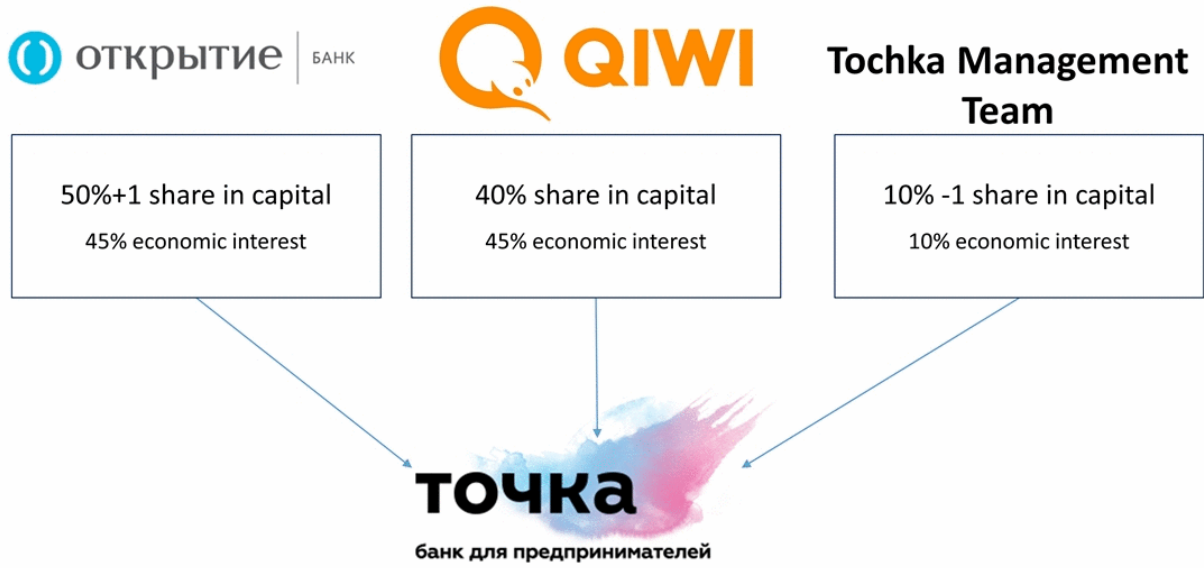 открытие БАНК
QIWI
Tochka Management
Team
50%+1 share in capital
45% economic interest
40% share in capital
45% economic interest
10% -1 share in capital
10% economic interest
точка
банк для предпринимателей